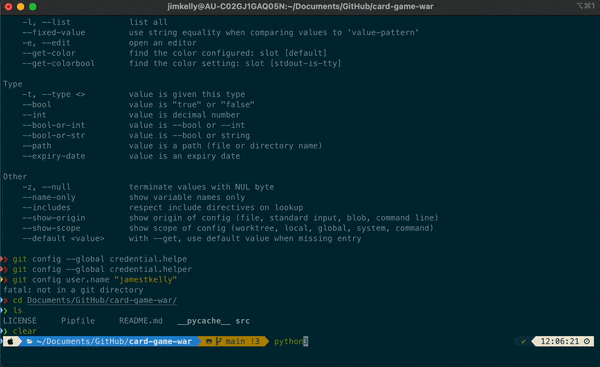 jimkelly@AU-C02GJ1GAQ05N:~/Documents/GitHub/card-game-war
⌥⌘1
-l, --list list all
--fixed-value use string equality when comparing values to 'value-pattern'
-e, --edit open an editor
--get-color find the color configured: slot [default]
--get-colorbool find the color setting: slot [stdout-is-tty]
Type
-t, --type <> value is given this type
--bool value is "true" or "false"
--int value is decimal number
--bool-or-int value is --bool or --int
--bool-or-str value is --bool or string
--path value is a path (file or directory name)
--expiry-date value is an expiry date
Other
-z, --null terminate values with NUL byte
--name-only show variable names only
--includes respect include directives on lookup
--show-origin show origin of config (file, standard input, blob, command line)
--show-scope show scope of config (worktree, local, global, system, command)
--default <value> with --get, use default value when missing entry
❯ git config --global credential.helpe
❯ git config --global credential.helper
❯ git config user.name "jamestkelly"
fatal: not in a git directory
❯ cd Documents/GitHub/card-game-war/
❯ ls
LICENSE Pipfile README.md __pycache__ src
❯ clear
~/Documents/GitHub/card-game-war main !3 python3 ✔ 12:06:21